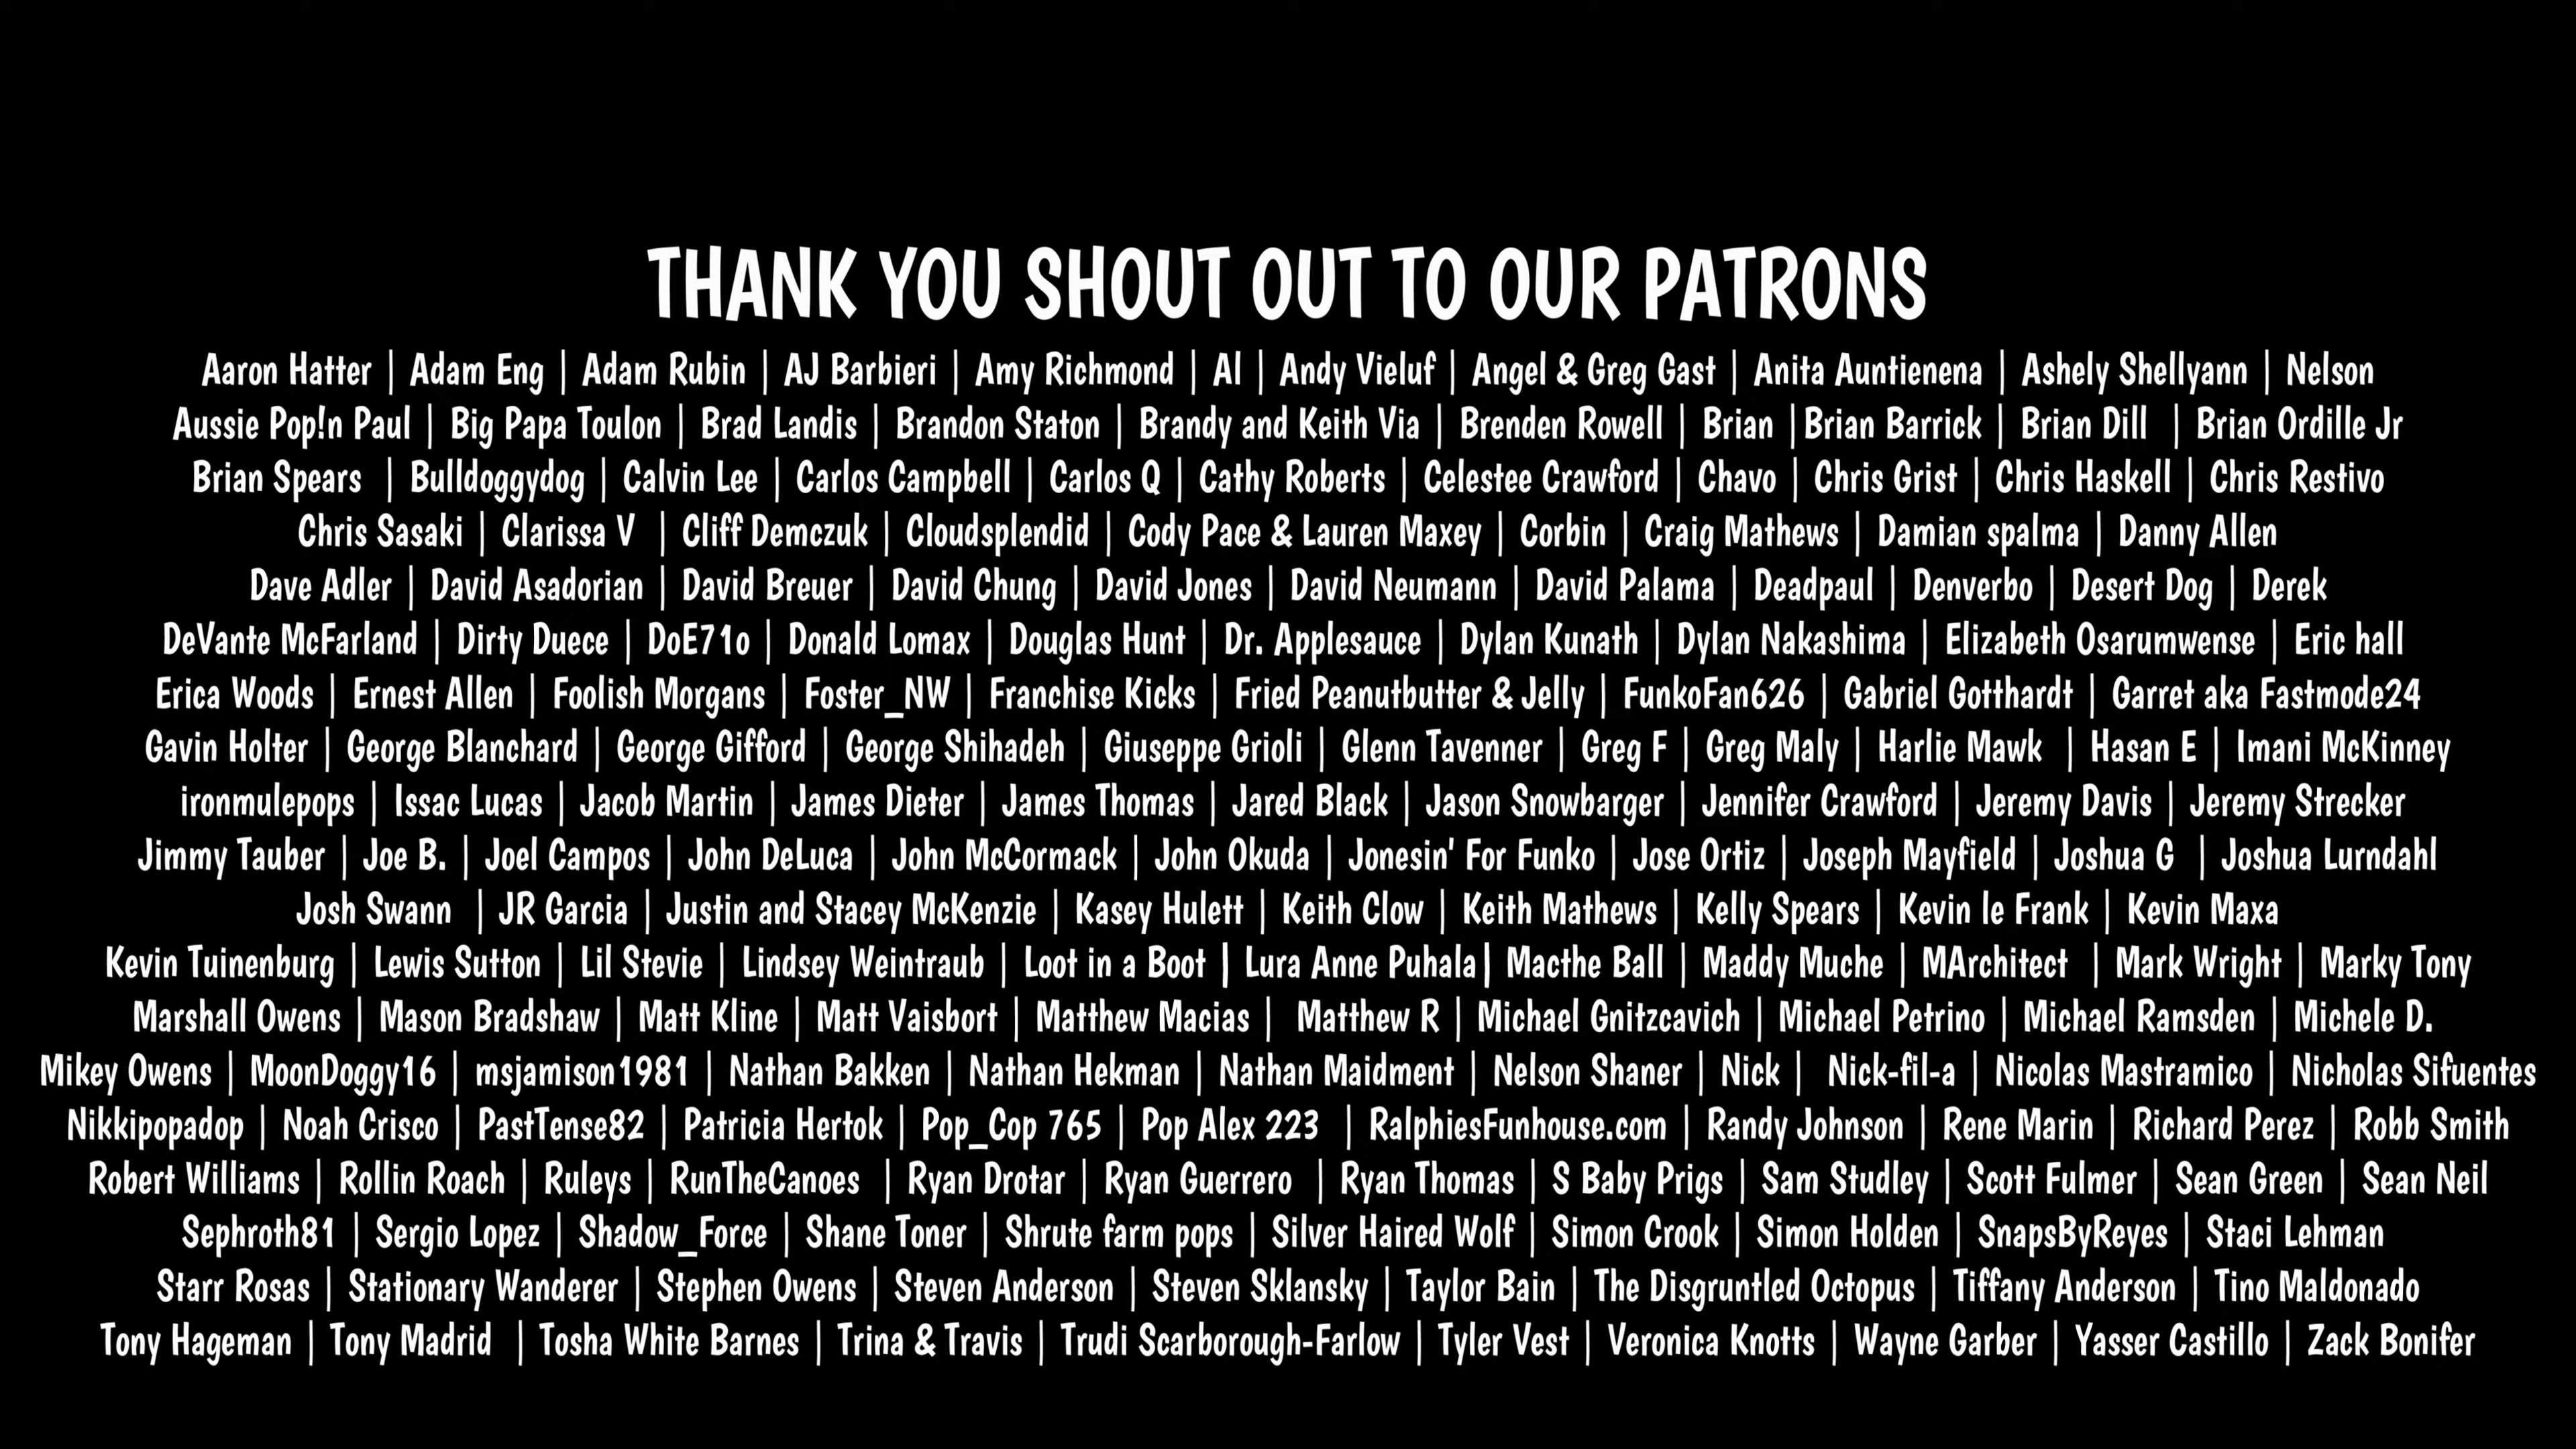 THANK YOU SHOUT OUT TO OUR PATRONS
Aaron Hatter | Adam Eng | Adam Rubin | AJ Barbieri | Amy Richmond | Al | Andy Vieluf | Angel & Greg Gast | Anita Auntienena | Ashely Shellyann | Nelson
Aussie Pop!n Paul | Big Papa Toulon | Brad Landis | Brandon Staton | Brandy and Keith Via | Brenden Rowell | Brian |Brian Barrick | Brian Dill | Brian Ordille Jr
Brian Spears | Bulldoggydog | Calvin Lee | Carlos Campbell | Carlos Q | Cathy Roberts | Celestee Crawford | Chavo | Chris Grist | Chris Haskell | Chris Restivo
Chris Sasaki | Clarissa V | Cliff Demczuk | Cloudsplendid | Cody Pace & Lauren Maxey | Corbin | Craig Mathews | Damian spalma | Danny Allen
Dave Adler | David Asadorian | David Breuer | David Chung | David Jones | David Neumann | David Palama | Deadpaul | Denverbo | Desert Dog | Derek
DeVante McFarland | Dirty Duece | DoE71o | Donald Lomax | Douglas Hunt | Dr. Applesauce | Dylan Kunath | Dylan Nakashima | Elizabeth Osarumwense | Eric hall
Erica Woods | Ernest Allen | Foolish Morgans | Foster_NW | Franchise Kicks | Fried Peanutbutter & Jelly | FunkoFan626 | Gabriel Gotthardt | Garret aka Fastmode24
Gavin Holter | George Blanchard | George Gifford | George Shihadeh | Giuseppe Grioli | Glenn Tavenner | Greg F | Greg Maly | Harlie Mawk | Hasan E | Imani McKinney
ironmulepops | Issac Lucas | Jacob Martin | James Dieter | James Thomas | Jared Black | Jason Snowbarger | Jennifer Crawford | Jeremy Davis | Jeremy Strecker
Jimmy Tauber | Joe B. | Joel Campos | John DeLuca | John McCormack | John Okuda | Jonesin' For Funko | Jose Ortiz | Joseph Mayfield | Joshua G | Joshua Lurndahl
Josh Swann | JR Garcia | Justin and Stacey McKenzie | Kasey Hulett | Keith Clow | Keith Mathews | Kelly Spears | Kevin le Frank | Kevin Maxa
Kevin Tuinenburg | Lewis Sutton | Lil Stevie | Lindsey Weintraub | Loot in a Boot | Lura Anne Puhala| Macthe Ball | Maddy Muche | MArchitect | Mark Wright | Marky Tony
Marshall Owens | Mason Bradshaw | Matt Kline | Matt Vaisbort | Matthew Macias | Matthew R | Michael Gnitzcavich | Michael Petrino | Michael Ramsden | Michele D.
Mikey Owens | MoonDoggy16 | msjamison1981 | Nathan Bakken | Nathan Hekman | Nathan Maidment | Nelson Shaner | Nick | Nick-fil-a | Nicolas Mastramico | Nicholas Sifuentes
Nikkipopadop | Noah Crisco | PastTense82 | Patricia Hertok | Pop_Cop 765 | Pop Alex 223 | RalphiesFunhouse.com | Randy Johnson | Rene Marin | Richard Perez | Robb Smith
Robert Williams | Rollin Roach | Ruleys | RunTheCanoes | Ryan Drotar | Ryan Guerrero | Ryan Thomas | S Baby Prigs | Sam Studley | Scott Fulmer | Sean Green | Sean Neil
Sephroth81 | Sergio Lopez | Shadow_Force | Shane Toner | Shrute farm pops | Silver Haired Wolf | Simon Crook | Simon Holden | SnapsByReyes | Staci Lehman
Starr Rosas | Stationary Wanderer | Stephen Owens | Steven Anderson | Steven Sklansky | Taylor Bain | The Disgruntled Octopus | Tiffany Anderson | Tino Maldonado
Tony Hageman | Tony Madrid | Tosha White Barnes | Trina & Travis | Trudi Scarborough-Farlow | Tyler Vest | Veronica Knotts | Wayne Garber | Yasser Castillo | Zack Bonifer